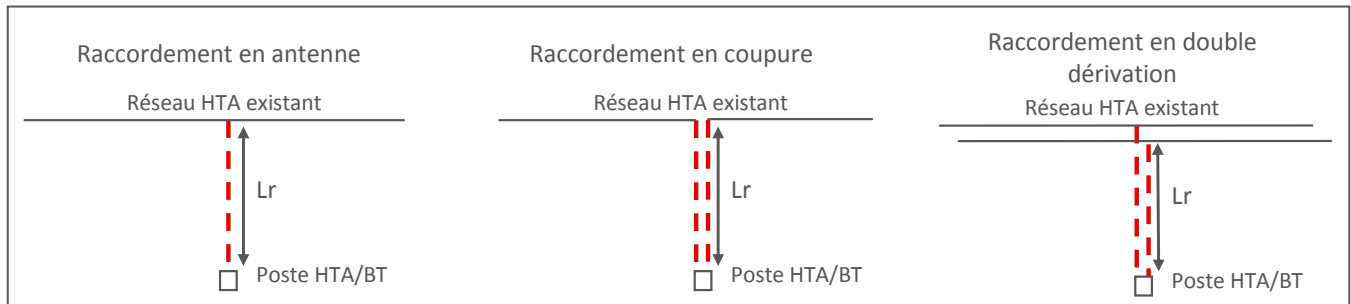 Raccordement en antenne
Réseau HTA existant
Lr
Poste HTA/BT
Raccordement en coupure
Réseau HTA existant
Lr
Poste HTA/BT
Raccordement en double
dérivation
Réseau HTA existant
Lr
Poste HTA/BT